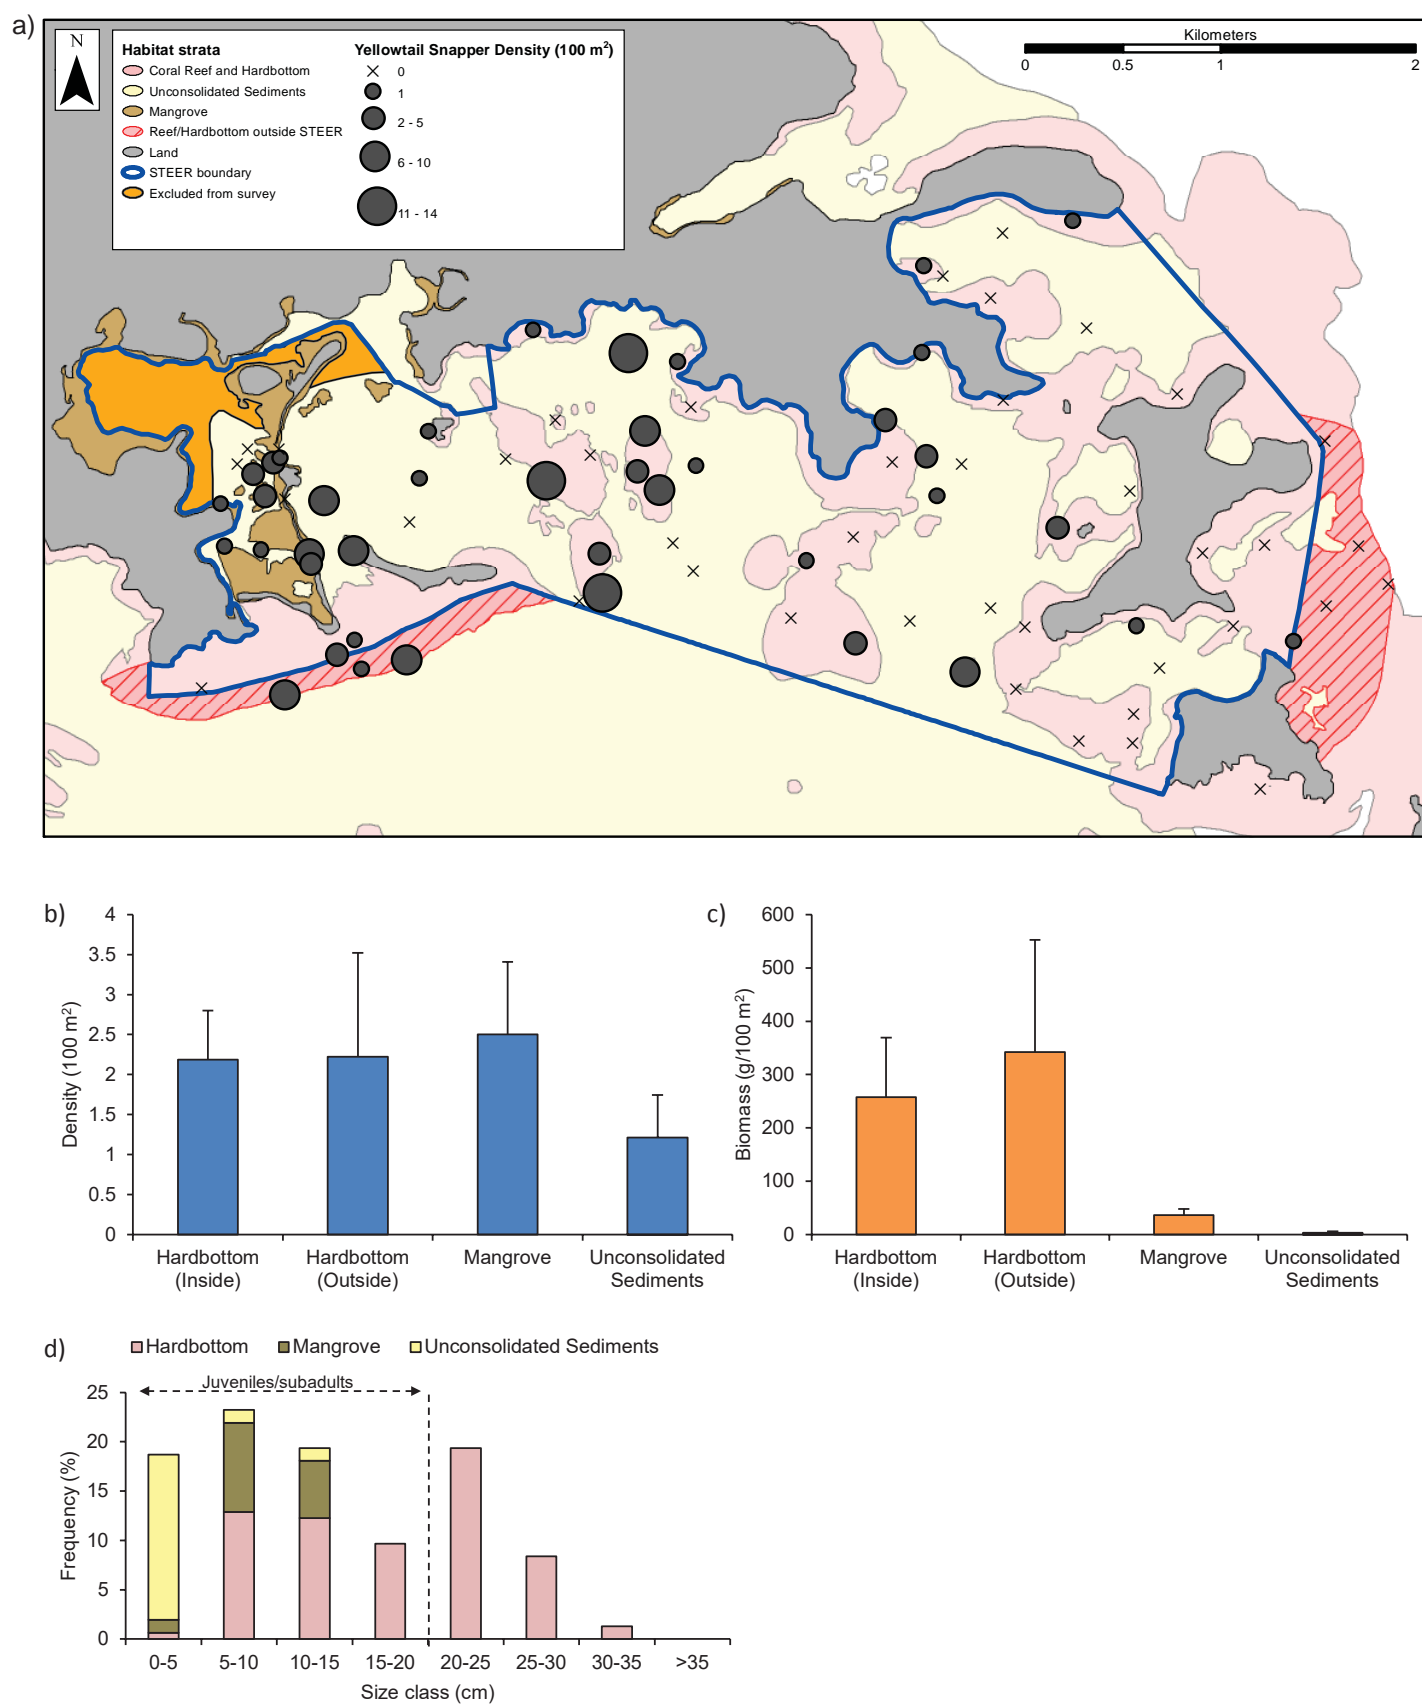 a)
N
Habitat strata
Coral Reef and Hardbottom
Unconsolidated Sediments
Mangrove
Reef/Hardbottom outside STEER
Land
STEER boundary
Excluded from survey
Yellowtail Snapper Density (100 m²)
0
1
2 - 5
6 - 10
11 - 14
Kilometers
0 0.5 1 2
b)
4
3.5
3
2.5
2
1.5
1
0.5
0
Density (100 m²)
Hardbottom (Inside)
Hardbottom (Outside)
Mangrove
Unconsolidated Sediments
c)
600
500
400
300
200
100
0
Biomass (g/100 m²)
Hardbottom (Inside)
Hardbottom (Outside)
Mangrove
Unconsolidated Sediments
d)
Hardbottom Mangrove Unconsolidated Sediments
Juveniles/subadults
25
20
15
10
5
0
Frequency (%)
0-5 5-10 10-15 15-20 20-25 25-30 30-35 >35
Size class (cm)